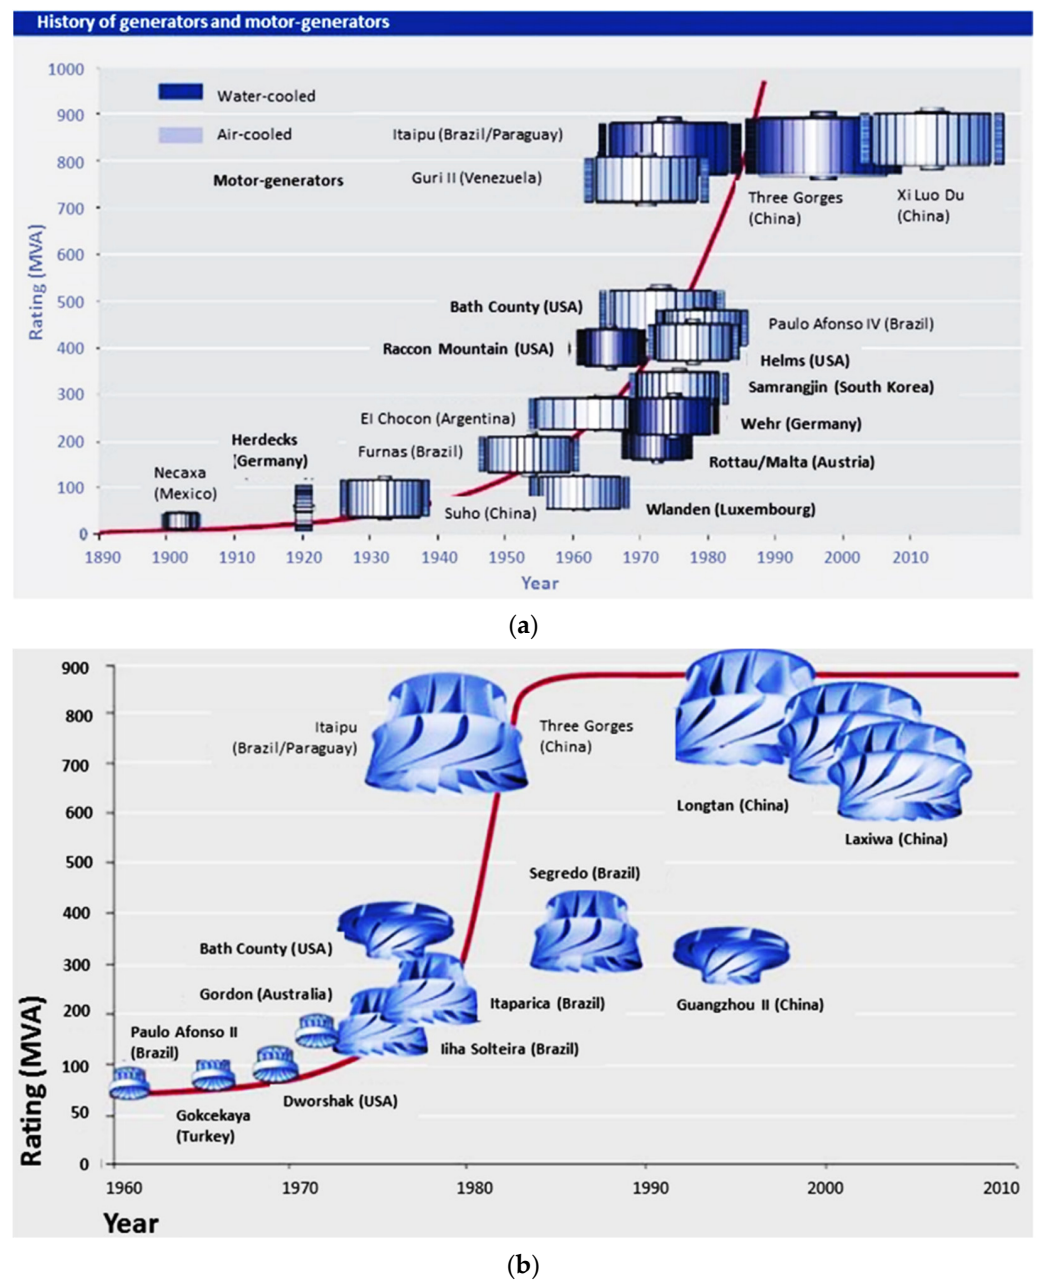 History of generators and motor-generators
1000
900
800
700
600
500
400
300
200
100
0
Rating (MVA)
Water-cooled
Air-cooled
Motor-generators
Itaipu (Brazil/Paraguay)
Guri II (Venezuela)
Three Gorges
(China)
Xi Luo Du
(China)
Bath County (USA)
Paulo Afonso IV (Brazil)
Raccon Mountain (USA)
Helms (USA)
Samrangjin (South Korea)
El Chocon (Argentina)
Wehr (Germany)
Herdecks
(Germany)
Furnas (Brazil)
Rottau/Malta (Austria)
Necaxa
(Mexico)
Suho (China)
Wlanden (Luxembourg)
1890 1900 1910 1920 1930 1940 1950 1960 1970 1980 1990 2000 2010
Year
(a)
900
800
700
600
500
400
300
200
100
50
0
Rating (MVA)
Itaipu
(Brazil/Paraguay)
Three Gorges
(China)
Longtan (China)
Laxiwa (China)
Segredo (Brazil)
Bath County (USA)
Gordon (Australia)
Itaparica (Brazil)
Guangzhou II (China)
Paulo Afonso II
(Brazil)
Iiha Solteira (Brazil)
Dworshak (USA)
Gokcekaya
(Turkey)
1960 1970 1980 1990 2000 2010
Year
(b)